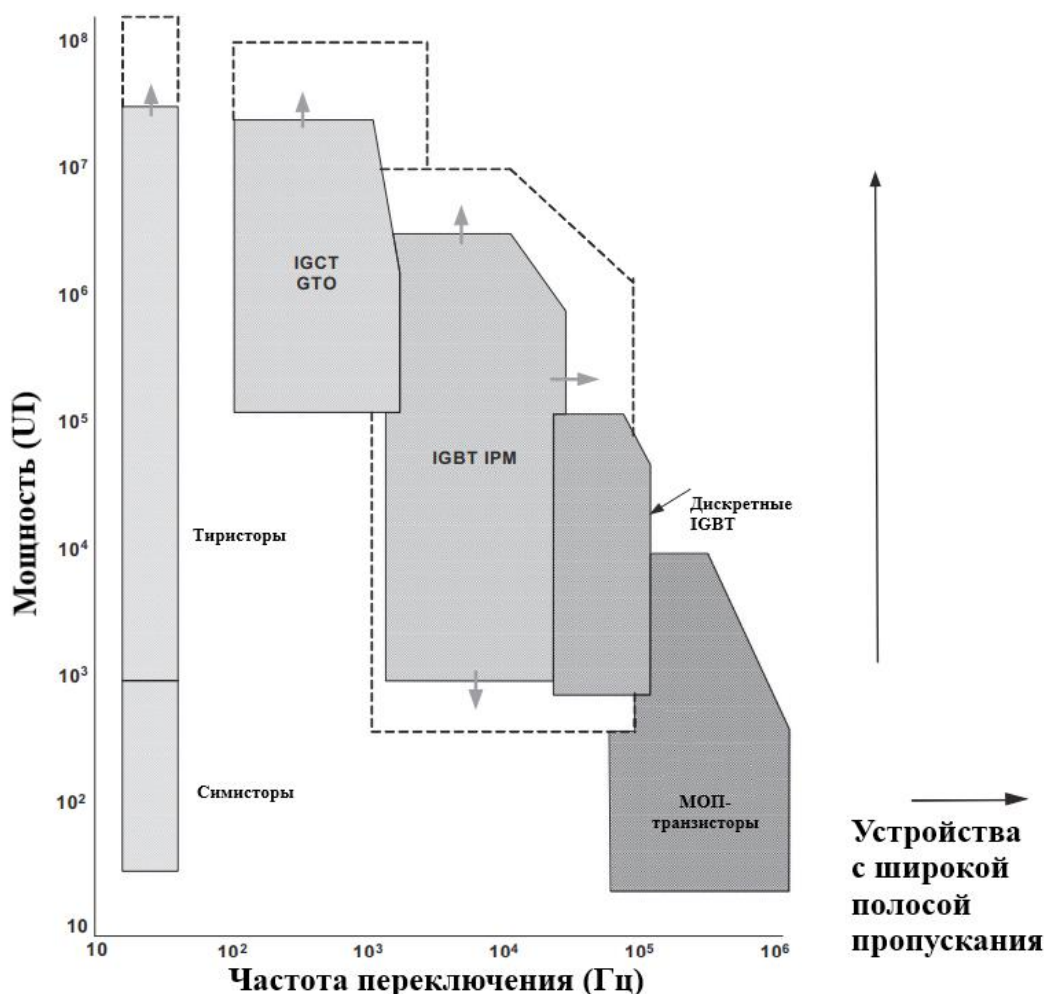 10⁸
10⁷
10⁶
10⁵
10⁴
10³
10²
10
Мощность (UI)
IGCT
GTO
IGBT IPM
Дискретные
IGBT
Тиристоры
Симисторы
МОП-
транзисторы
Устройства
с широкой
полосой
пропускания
10 10² 10³ 10⁴ 10⁵ 10⁶
Частота переключения (Гц)